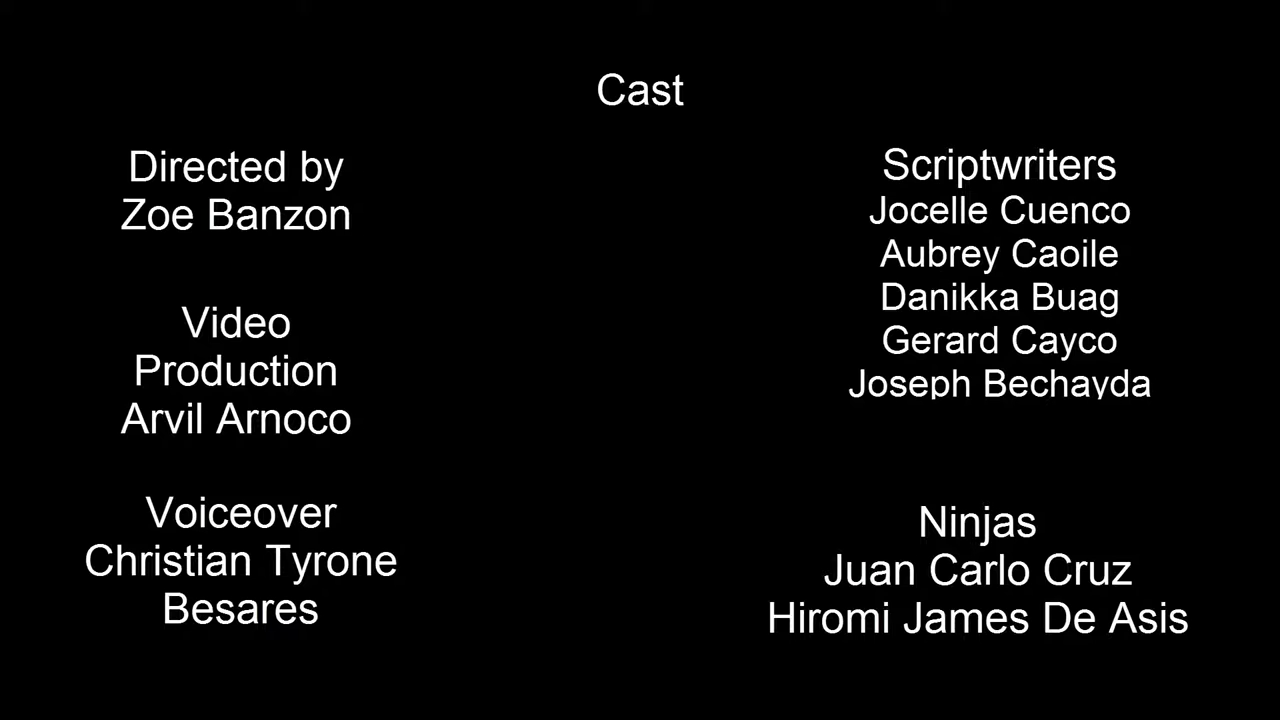 Cast
Directed by
Zoe Banzon
Video
Production
Arvil Arnoco
Voiceover
Christian Tyrone
Besares
Scriptwriters
Jocelle Cuenco
Aubrey Caoile
Danikka Buag
Gerard Cayco
Joseph Bechayda
Ninjas
Juan Carlo Cruz
Hiromi James De Asis